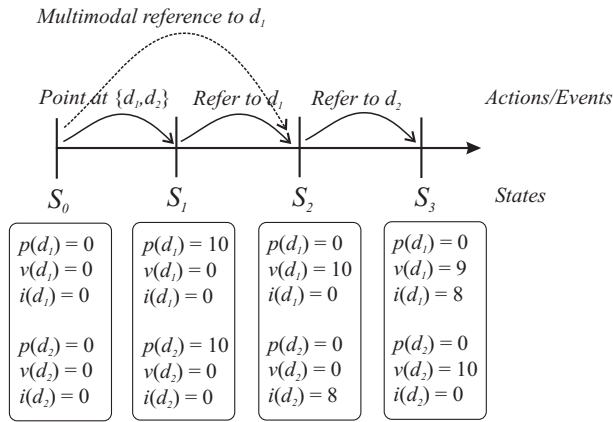 Multimodal reference to d₁
Point at {d₁,d₂} Refer to d₁ Refer to d₂ Actions/Events
S₀ S₁ S₂ S₃ States
p(d₁) = 0 p(d₁) = 10 p(d₁) = 0 p(d₁) = 0
v(d₁) = 0 v(d₁) = 0 v(d₁) = 10 v(d₁) = 9
i(d₁) = 0 i(d₁) = 0 i(d₁) = 0 i(d₁) = 8
p(d₂) = 0 p(d₂) = 10 p(d₂) = 0 p(d₂) = 0
v(d₂) = 0 v(d₂) = 0 v(d₂) = 0 v(d₂) = 10
i(d₂) = 0 i(d₂) = 0 i(d₂) = 8 i(d₂) = 0